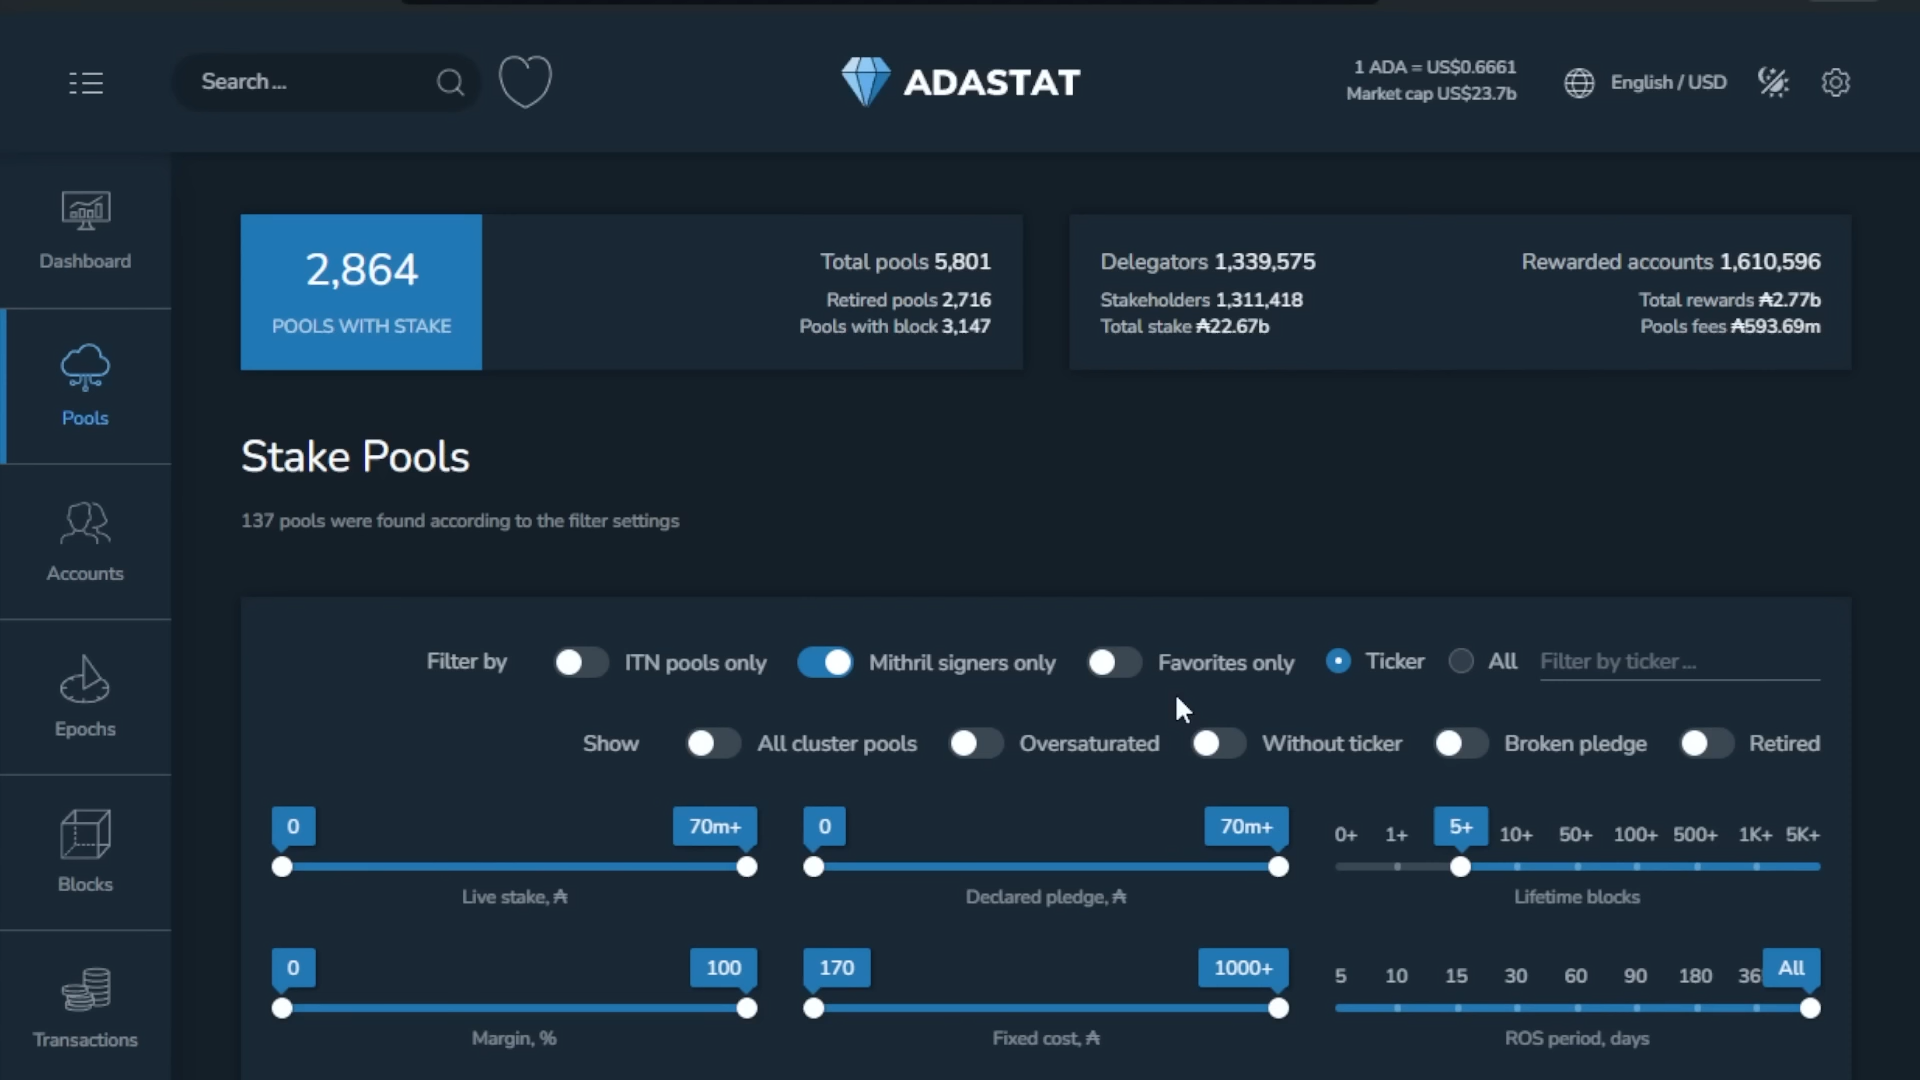 Search ...
ADASTAT
1 ADA = US$0.6661
Market cap US$23.7b
English / USD
Dashboard
Pools
Accounts
Epochs
Blocks
Transactions
2,864
POOLS WITH STAKE
Total pools 5,801
Retired pools 2,716
Pools with block 3,147
Delegators 1,339,575
Stakeholders 1,311,418
Total stake ₳22.67b
Rewarded accounts 1,610,596
Total rewards ₳2.77b
Pools fees ₳593.69m
Stake Pools
137 pools were found according to the filter settings
Filter by ITN pools only Mithril signers only Favorites only Ticker All Filter by ticker ...
Show All cluster pools Oversaturated Without ticker Broken pledge Retired
0 70m+
Live stake, ₳
0 70m+
Declared pledge, ₳
0+ 1+ 5+ 10+ 50+ 100+ 500+ 1K+ 5K+
Lifetime blocks
0 100
Margin, %
170 1000+
Fixed cost, ₳
5 10 15 30 60 90 180 36 All
ROS period, days